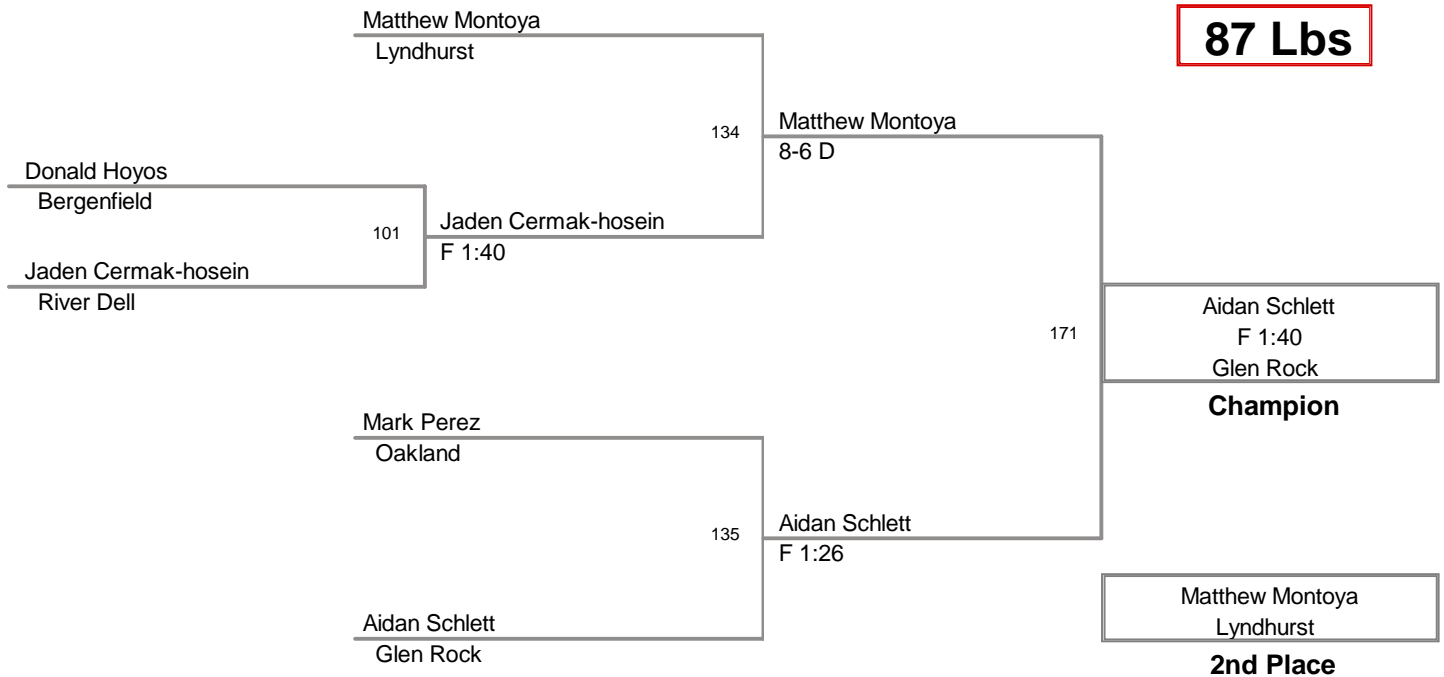 Matthew Montoya
Lyndhurst
87 Lbs
134
Matthew Montoya
8-6 D
Donald Hoyos
Bergenfield
101
Jaden Cermak-hosein
F 1:40
Jaden Cermak-hosein
River Dell
171
Aidan Schlett
F 1:40
Glen Rock
Champion
Mark Perez
Oakland
135
Aidan Schlett
F 1:26
Aidan Schlett
Glen Rock
Matthew Montoya
Lyndhurst
2nd Place